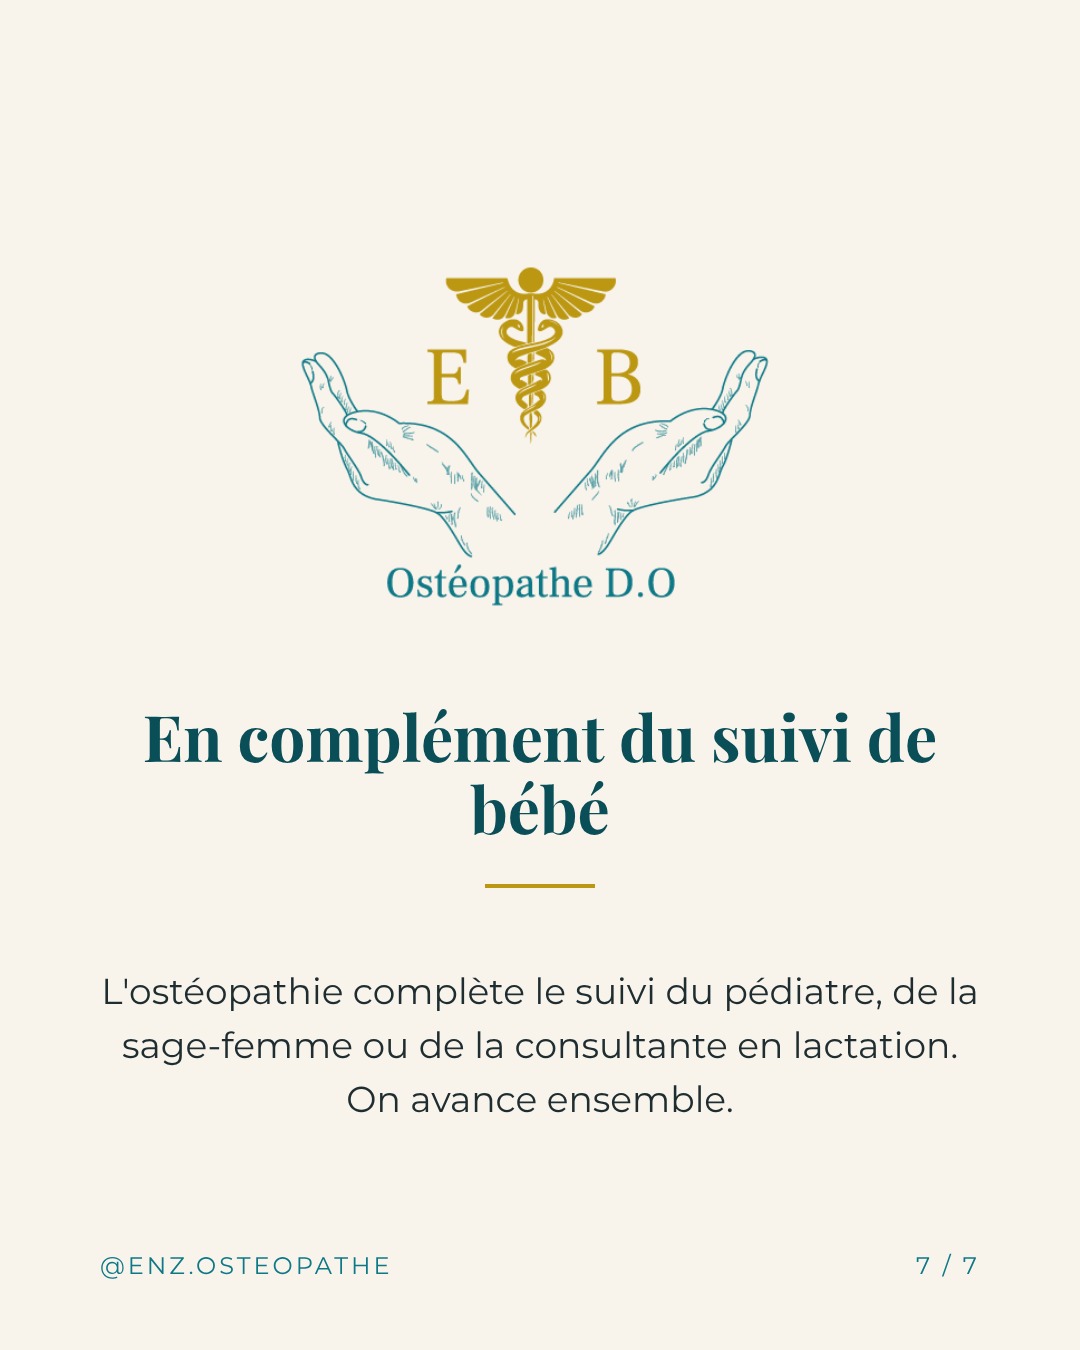 E B
Ostéopathe D.O
En complément du suivi de
bébé
L'ostéopathie complète le suivi du pédiatre, de la
sage-femme ou de la consultante en lactation.
On avance ensemble.
@ENZ.OSTEOPATHE
7 / 7